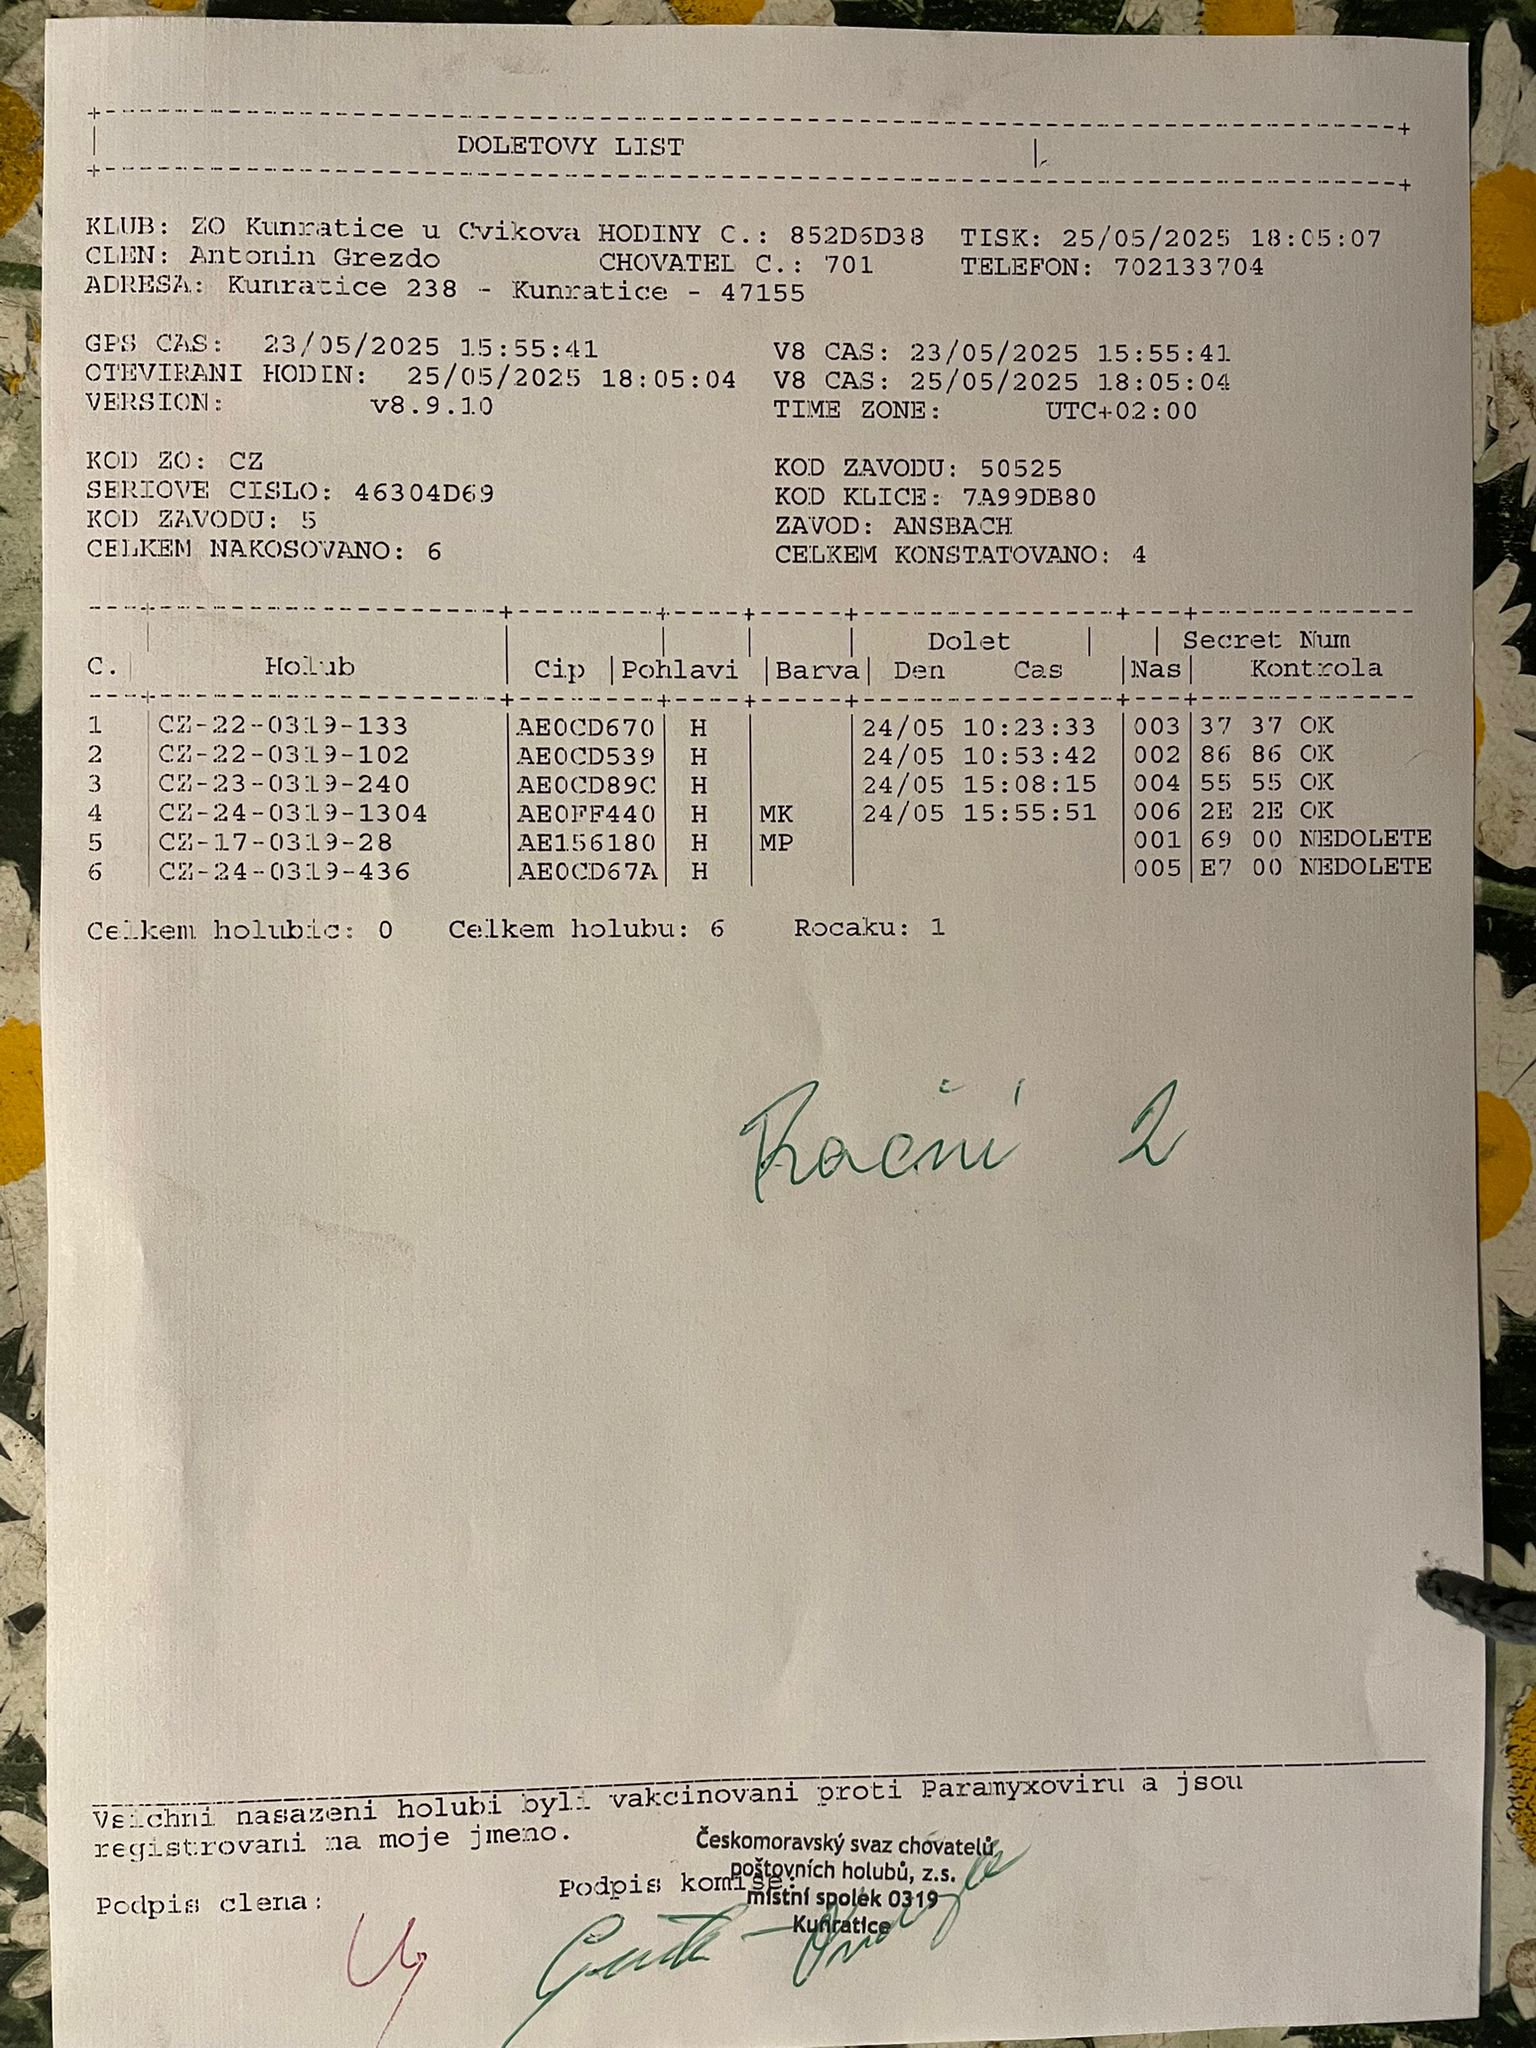 DOLETOVY LIST
KLUB: ZO Kunratice u Cvikova HODINY C.: 852D6D38 TISK: 25/05/2025 18:05:07
CLEN: Antonin Grezdo CHOVATEL C.: 701 TELEFON: 702133704
ADRESA: Kunratice 238 - Kunratice - 47155
GPS CAS: 23/05/2025 15:55:41 V8 CAS: 23/05/2025 15:55:41
OTEVIRANI HODIN: 25/05/2025 18:05:04 V8 CAS: 25/05/2025 18:05:04
VERSION: v8.9.10 TIME ZONE: UTC+02:00
KOD ZO: CZ KOD ZAVODU: 50525
SERIOVE CISLO: 46304D69 KOD KLICE: 7A99DB80
KOD ZAVODU: 5 ZAVOD: ANSBACH
CELKEM NAKOSOVANO: 6 CELKEM KONSTATOVANO: 4
Dolet | | Secret Num
C.| Holub | Cip |Pohlavi |Barva| Den Cas |Nas| Kontrola
1 |CZ-22-0319-133 |AE0CD670| H | |24/05 10:23:33 |003|37 37 OK
2 |CZ-22-0319-102 |AE0CD539| H | |24/05 10:53:42 |002|86 86 OK
3 |CZ-23-0319-240 |AE0CD89C| H | |24/05 15:08:15 |004|55 55 OK
4 |CZ-24-0319-1304 |AE0FF440| H |MK |24/05 15:55:51 |006|2E 2E OK
5 |CZ-17-0319-28 |AE156180| H |MP | |001|69 00 NEDOLETE
6 |CZ-24-0319-436 |AE0CD67A| H | | |005|E7 00 NEDOLETE
Celkem holubic: 0 Celkem holubu: 6 Rocaku: 1
Roční 2
Vsichni nasazeni holubi byli vakcinovani proti Paramyxoviru a jsou
registrovani na moje jmeno.
Českomoravský svaz chovatelů
poštovních holubů, z.s.
Podpis clena: Podpis komise:
místní spolek 0319
Kunratice